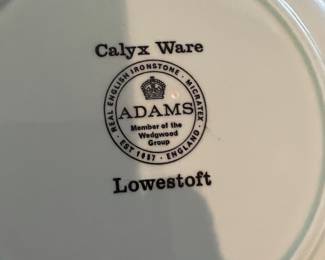 Calyx Ware
REAL ENGLISH IRONSTONE · MICRATEX ·
ADAMS
Member of the
Wedgwood
Group
EST 1657 · ENGLAND
Lowestoft